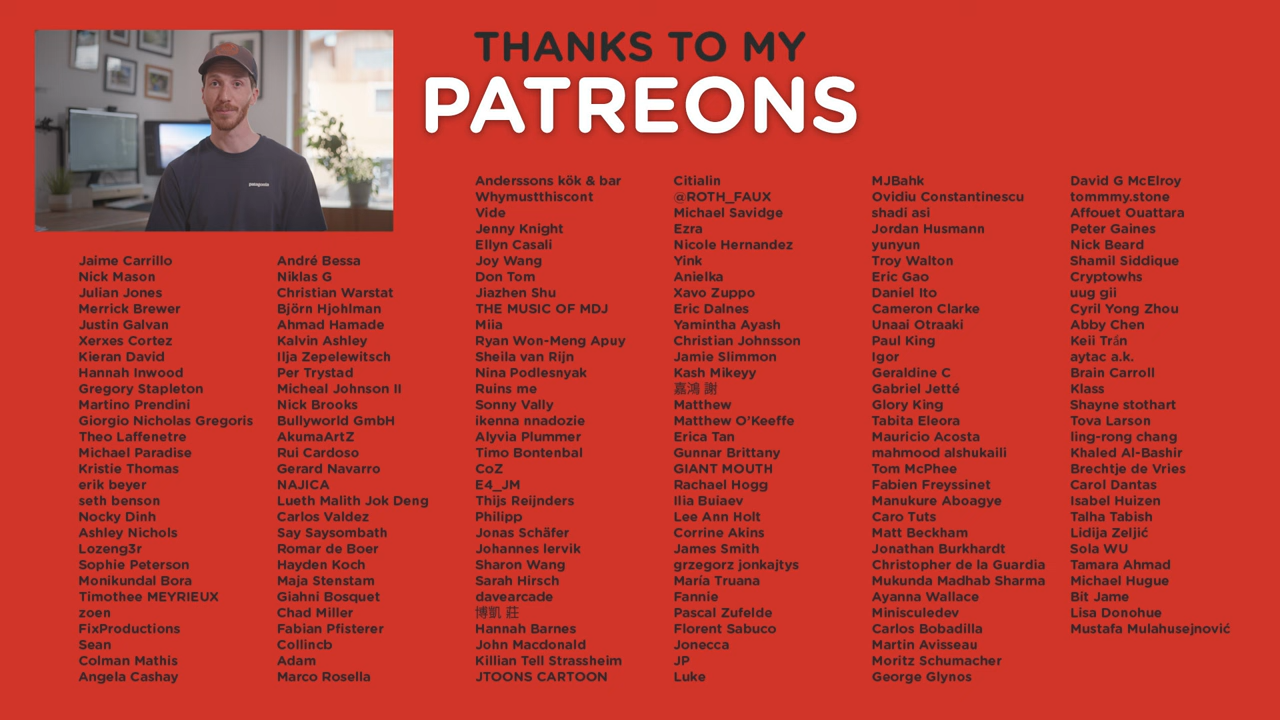 THANKS TO MY
PATREONS
patagonia
Jaime Carrillo
Nick Mason
Julian Jones
Merrick Brewer
Justin Galvan
Xerxes Cortez
Kieran David
Hannah Inwood
Gregory Stapleton
Martino Prendini
Giorgio Nicholas Gregoris
Theo Laffenetre
Michael Paradise
Kristie Thomas
erik beyer
seth benson
Nocky Dinh
Ashley Nichols
Lozeng3r
Sophie Peterson
Monikundal Bora
Timothee MEYRIEUX
zoen
FixProductions
Sean
Colman Mathis
Angela Cashay
André Bessa
Niklas G
Christian Warstat
Björn Hjohlman
Ahmad Hamade
Kalvin Ashley
Ilja Zepelewitsch
Per Trystad
Micheal Johnson II
Nick Brooks
Bullyworld GmbH
AkumaArtZ
Rui Cardoso
Gerard Navarro
NAJICA
Lueth Malith Jok Deng
Carlos Valdez
Say Saysombath
Romar de Boer
Hayden Koch
Maja Stenstam
Giahni Bosquet
Chad Miller
Fabian Pfisterer
Collincb
Adam
Marco Rosella
Anderssons kök & bar
Whymustthiscont
Vide
Jenny Knight
Ellyn Casali
Joy Wang
Don Tom
Jiazhen Shu
THE MUSIC OF MDJ
Miia
Ryan Won-Meng Apuy
Sheila van Rijn
Nina Podlesnyak
Ruins me
Sonny Vally
ikenna nnadozie
Alyvia Plummer
Timo Bontenbal
CoZ
E4_JM
Thijs Reijnders
Philipp
Jonas Schäfer
Johannes lervik
Sharon Wang
Sarah Hirsch
davearcade
博凱 莊
Hannah Barnes
John Macdonald
Killian Tell Strassheim
JTOONS CARTOON
Citialin
@ROTH_FAUX
Michael Savidge
Ezra
Nicole Hernandez
Yink
Anielka
Xavo Zuppo
Eric Dalnes
Yamintha Ayash
Christian Johnsson
Jamie Slimmon
Kash Mikeyy
嘉鴻 謝
Matthew
Matthew O'Keeffe
Erica Tan
Gunnar Brittany
GIANT MOUTH
Rachael Hogg
Ilia Buiaev
Lee Ann Holt
Corrine Akins
James Smith
grzegorz jonkajtys
María Truana
Fannie
Pascal Zufelde
Florent Sabuco
Jonecca
JP
Luke
MJBahk
Ovidiu Constantinescu
shadi asi
Jordan Husmann
yunyun
Troy Walton
Eric Gao
Daniel Ito
Cameron Clarke
Unaai Otraaki
Paul King
Igor
Geraldine C
Gabriel Jetté
Glory King
Tabita Eleora
Mauricio Acosta
mahmood alshukaili
Tom McPhee
Fabien Freyssinet
Manukure Aboagye
Caro Tuts
Matt Beckham
Jonathan Burkhardt
Christopher de la Guardia
Mukunda Madhab Sharma
Ayanna Wallace
Minisculedev
Carlos Bobadilla
Martin Avisseau
Moritz Schumacher
George Glynos
David G McElroy
tommmy.stone
Affouet Ouattara
Peter Gaines
Nick Beard
Shamil Siddique
Cryptowhs
uug gii
Cyril Yong Zhou
Abby Chen
Keii Trấn
aytac a.k.
Brain Carroll
Klass
Shayne stothart
Tova Larson
ling-rong chang
Khaled Al-Bashir
Brechtje de Vries
Carol Dantas
Isabel Huizen
Talha Tabish
Lidija Zeljić
Sola WU
Tamara Ahmad
Michael Hugue
Bit Jame
Lisa Donohue
Mustafa Mulahusejnović